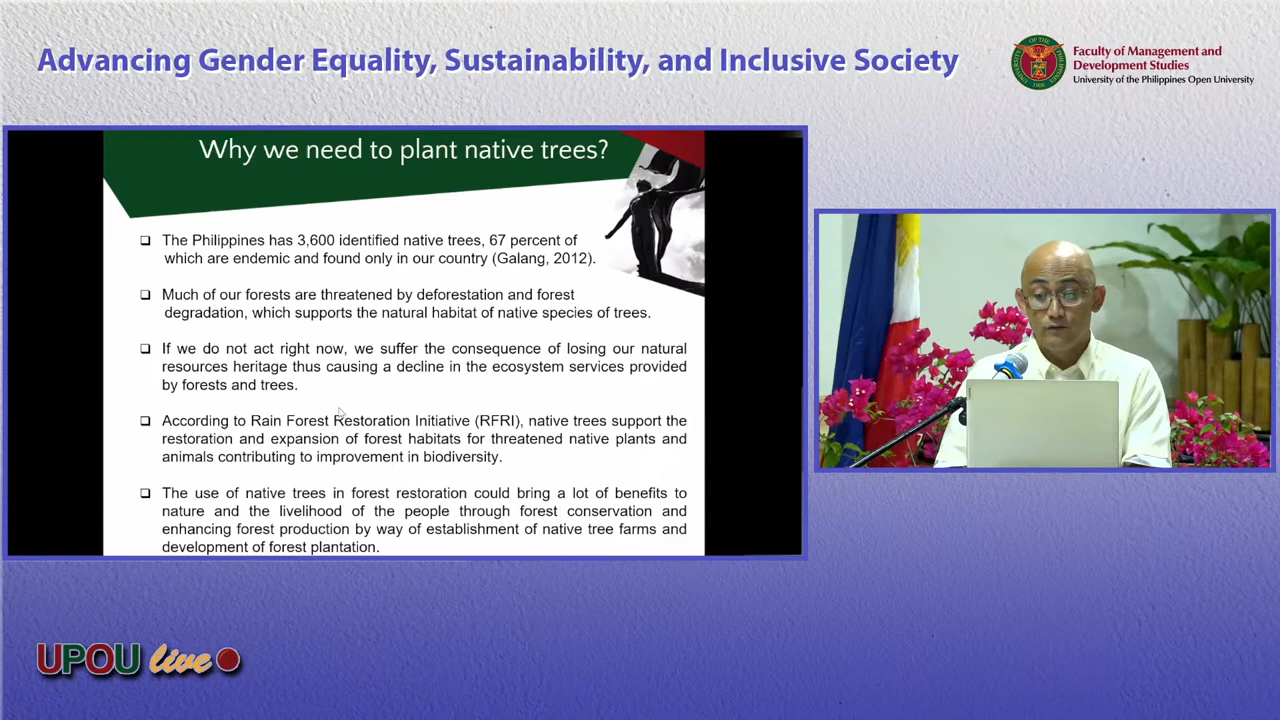 Advancing Gender Equality, Sustainability, and Inclusive Society
Faculty of Management and
Development Studies
University of the Philippines Open University
Why we need to plant native trees?
The Philippines has 3,600 identified native trees, 67 percent of
which are endemic and found only in our country (Galang, 2012).
Much of our forests are threatened by deforestation and forest
degradation, which supports the natural habitat of native species of trees.
If we do not act right now, we suffer the consequence of losing our natural
resources heritage thus causing a decline in the ecosystem services provided
by forests and trees.
According to Rain Forest Restoration Initiative (RFRI), native trees support the
restoration and expansion of forest habitats for threatened native plants and
animals contributing to improvement in biodiversity.
The use of native trees in forest restoration could bring a lot of benefits to
nature and the livelihood of the people through forest conservation and
enhancing forest production by way of establishment of native tree farms and
development of forest plantation.
UPOU live